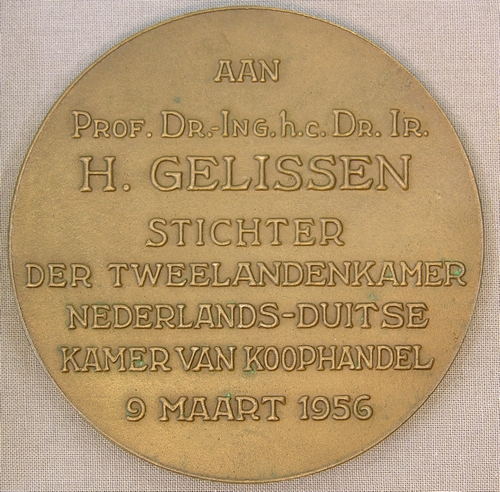 AAN
PROF. DR.-ING. h.c. DR. IR.
H. GELISSEN
STICHTER
DER TWEELANDENKAMER
NEDERLANDS-DUITSE
KAMER VAN KOOPHANDEL
9 MAART 1956